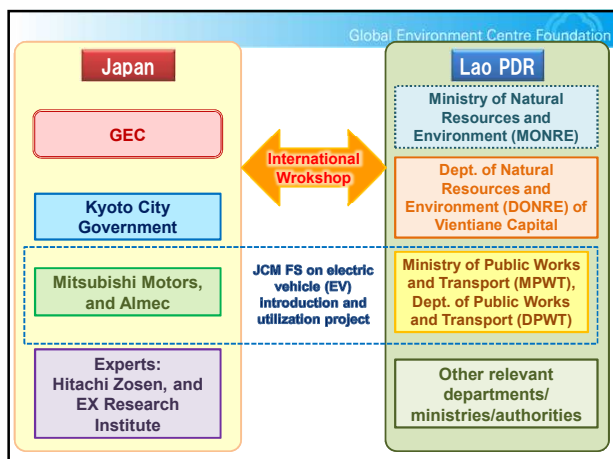 Global Environment Centre Foundation
Japan
GEC
Kyoto City
Government
Mitsubishi Motors,
and Almec
Experts:
Hitachi Zosen, and
EX Research
Institute
International
Wrokshop
JCM FS on electric
vehicle (EV)
introduction and
utilization project
Lao PDR
Ministry of Natural
Resources and
Environment (MONRE)
Dept. of Natural
Resources and
Environment (DONRE) of
Vientiane Capital
Ministry of Public Works
and Transport (MPWT),
Dept. of Public Works
and Transport (DPWT)
Other relevant
departments/
ministries/authorities